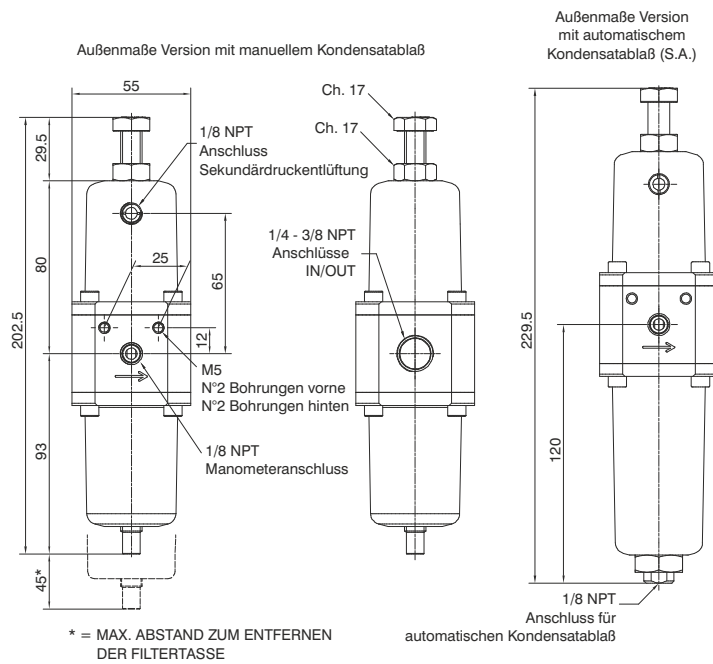 Außenmaße Version mit manuellem Kondensatablaß
55
29.5
80
202.5
93
45*
1/8 NPT
Anschluss
Sekundärdruckentlüftung
25
65
12
M5
N°2 Bohrungen vorne
N°2 Bohrungen hinten
1/8 NPT
Manometeranschluss
* = MAX. ABSTAND ZUM ENTFERNEN
DER FILTERTASSE
Ch. 17
Ch. 17
1/4 - 3/8 NPT
Anschlüsse
IN/OUT
Außenmaße Version
mit automatischem
Kondensatablaß (S.A.)
229.5
120
1/8 NPT
Anschluss für
automatischen Kondensatablaß